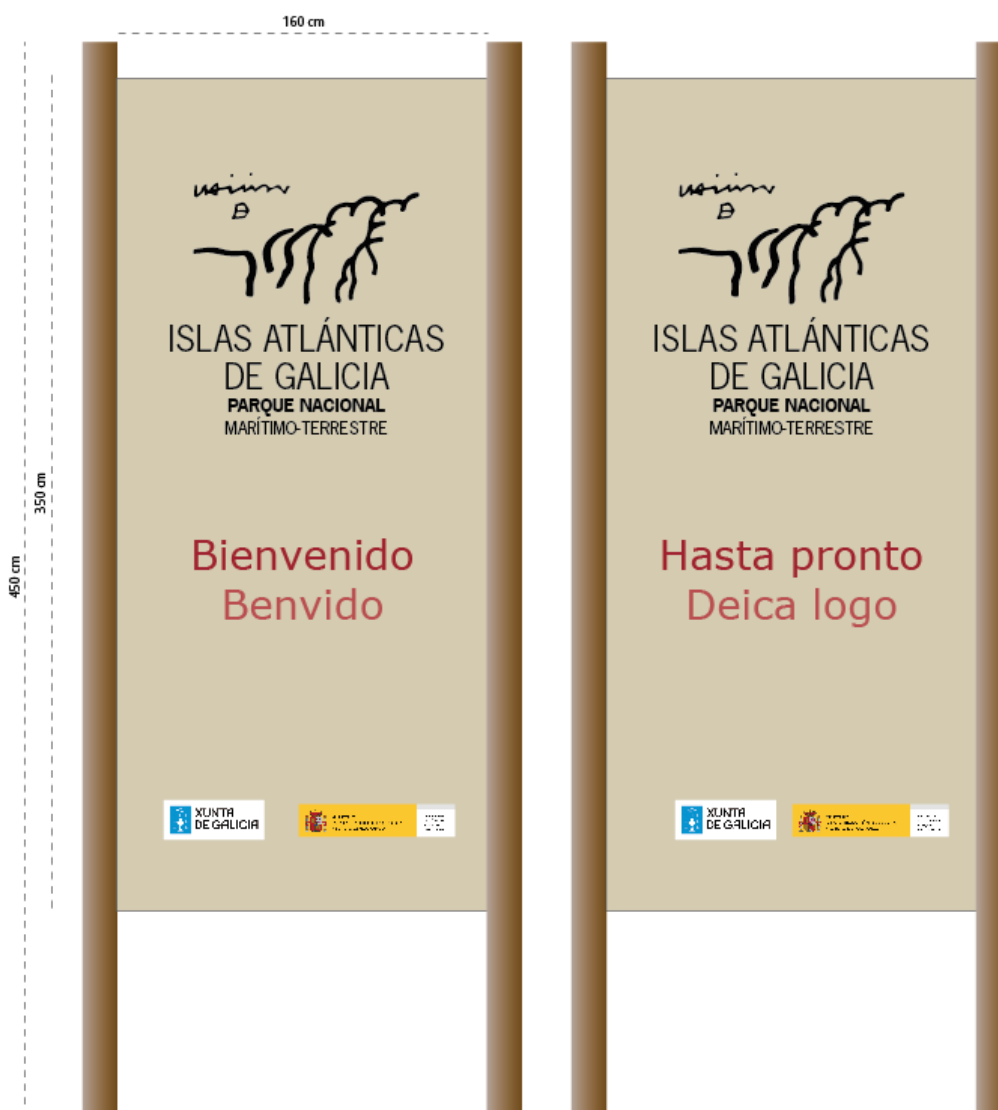 160 cm
450 cm
350 cm
ISLAS ATLÁNTICAS
DE GALICIA
PARQUE NACIONAL
MARÍTIMO-TERRESTRE
Bienvenido
Benvido
XUNTA
DE GALICIA
ISLAS ATLÁNTICAS
DE GALICIA
PARQUE NACIONAL
MARÍTIMO-TERRESTRE
Hasta pronto
Deica logo
XUNTA
DE GALICIA